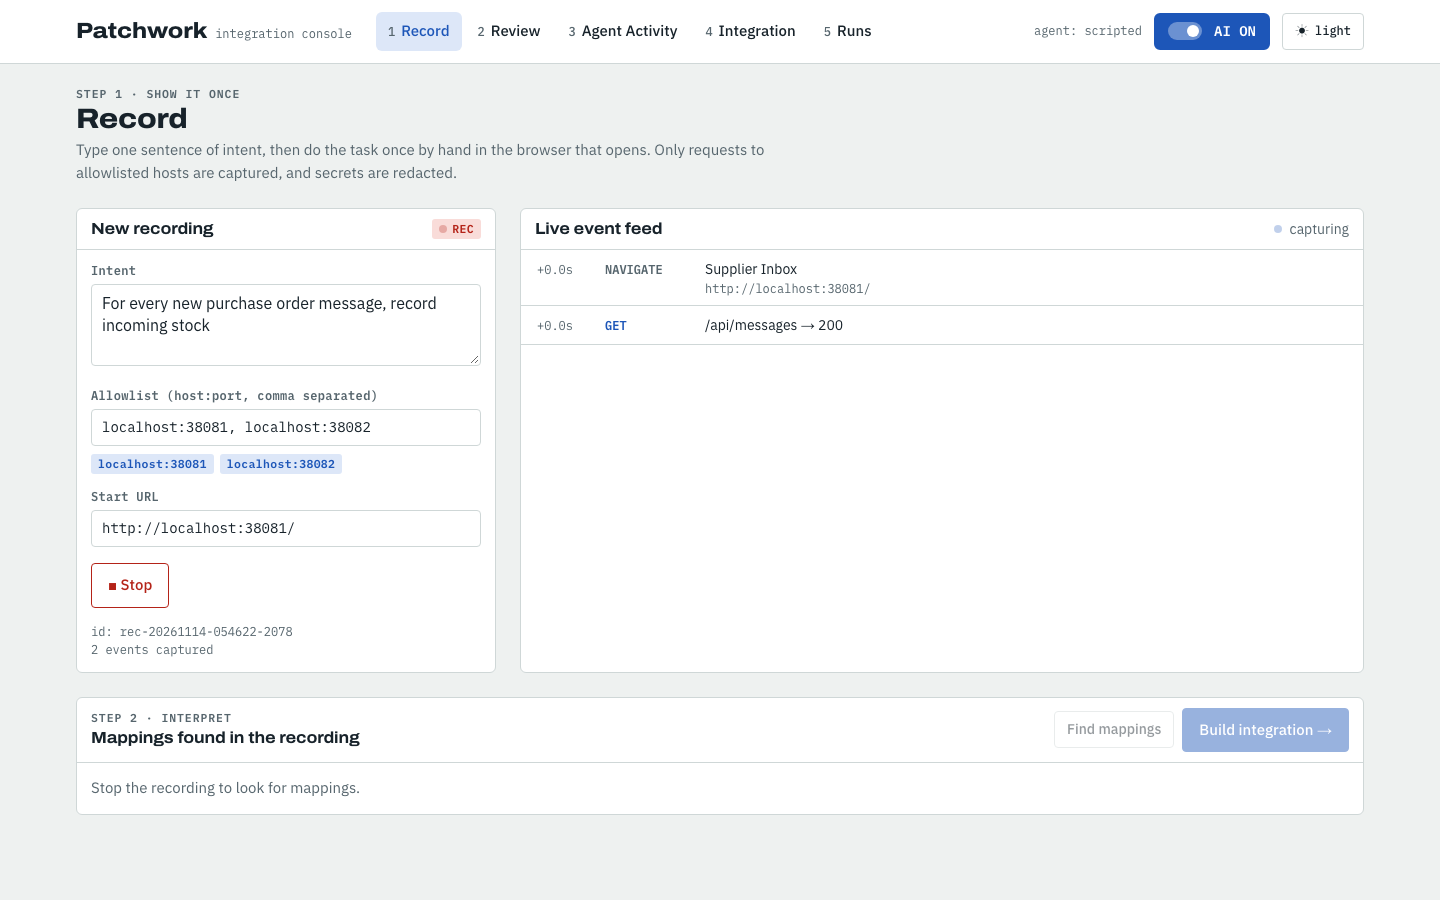 Patchwork integration console
1 Record
2 Review
3 Agent Activity
4 Integration
5 Runs
agent: scripted
AI ON
light
STEP 1 · SHOW IT ONCE
Record
Type one sentence of intent, then do the task once by hand in the browser that opens. Only requests to
allowlisted hosts are captured, and secrets are redacted.
New recording
REC
Intent
For every new purchase order message, record
incoming stock
Allowlist (host:port, comma separated)
localhost:38081, localhost:38082
localhost:38081 localhost:38082
Start URL
http://localhost:38081/
Stop
id: rec-20261114-054622-2078
2 events captured
Live event feed
capturing
+0.0s NAVIGATE Supplier Inbox
http://localhost:38081/
+0.0s GET /api/messages → 200
STEP 2 · INTERPRET
Mappings found in the recording
Find mappings
Build integration →
Stop the recording to look for mappings.